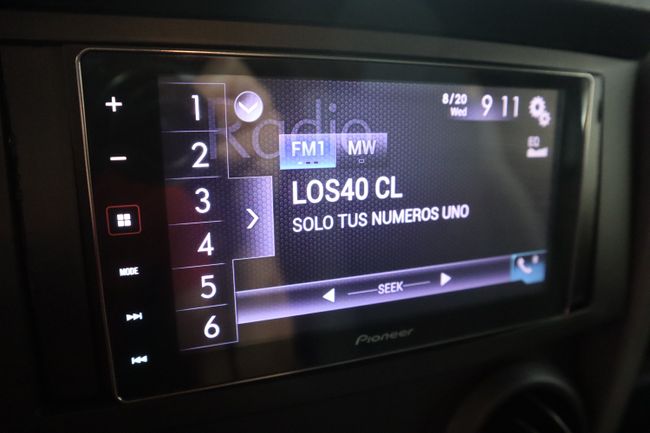 +
1
Radio
8/20
Wed
9 11
−
2
FM1
MW
EQ
3
LOS40 CL
SOLO TUS NUMEROS UNO
4
MODE
5
SEEK
6
Pioneer